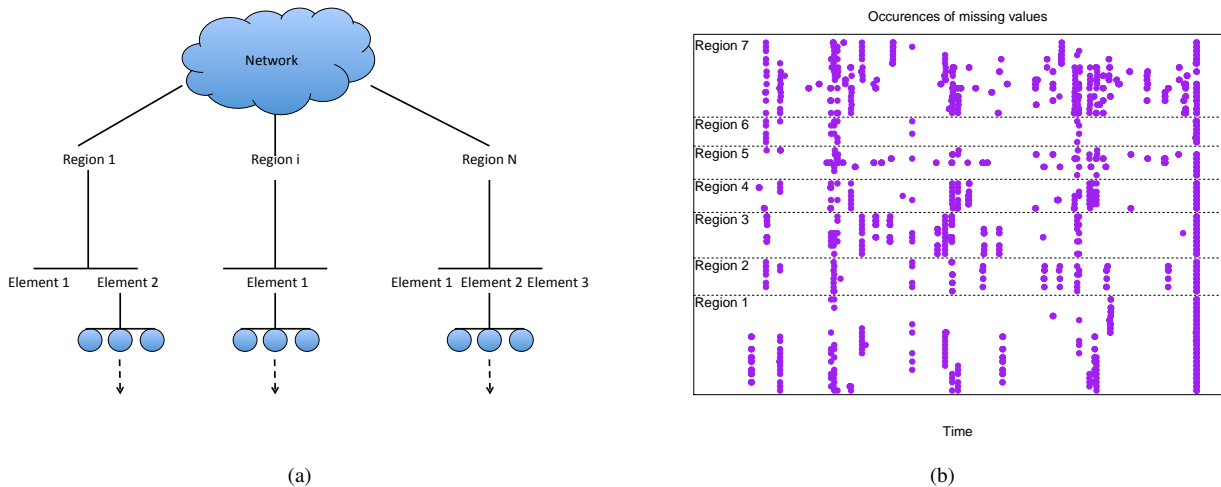 Network
Region 1
Region i
Region N
Element 1
Element 2
Element 1
Element 1
Element 2
Element 3
(a)
Occurences of missing values
Region 7
Region 6
Region 5
Region 4
Region 3
Region 2
Region 1
Time
(b)